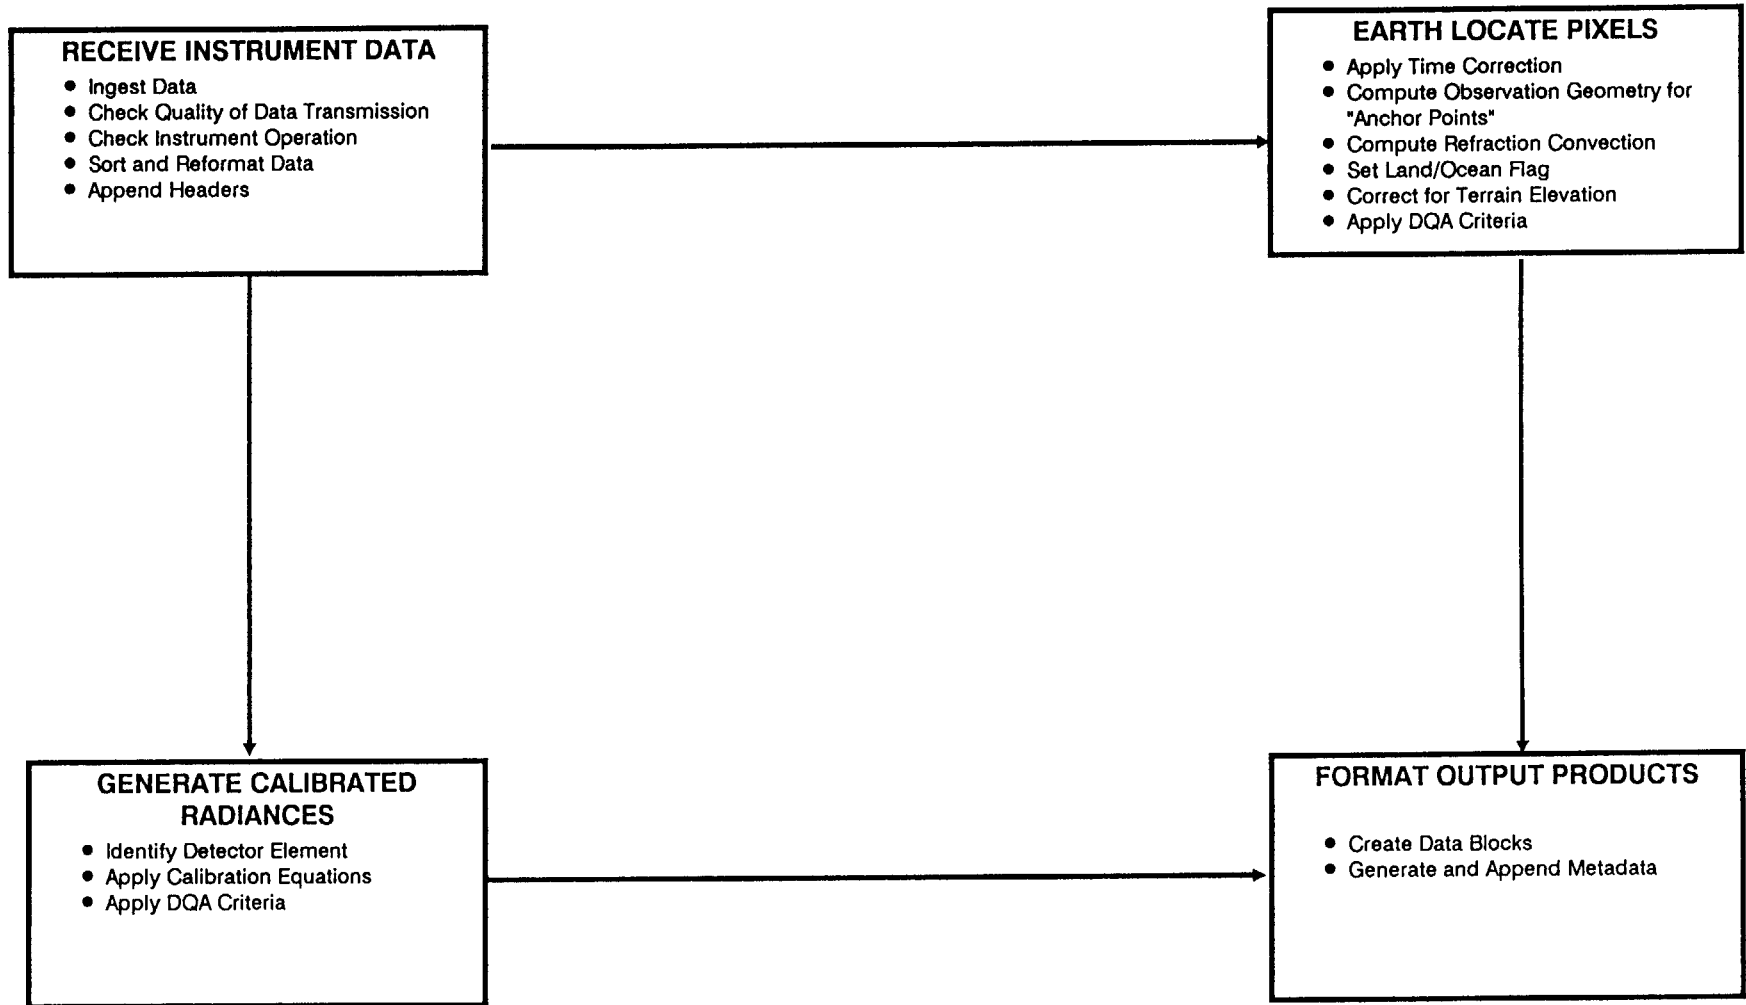 RECEIVE INSTRUMENT DATA
● Ingest Data
● Check Quality of Data Transmission
● Check Instrument Operation
● Sort and Reformat Data
● Append Headers
EARTH LOCATE PIXELS
● Apply Time Correction
● Compute Observation Geometry for
"Anchor Points"
● Compute Refraction Convection
● Set Land/Ocean Flag
● Correct for Terrain Elevation
● Apply DQA Criteria
GENERATE CALIBRATED
RADIANCES
● Identify Detector Element
● Apply Calibration Equations
● Apply DQA Criteria
FORMAT OUTPUT PRODUCTS
● Create Data Blocks
● Generate and Append Metadata